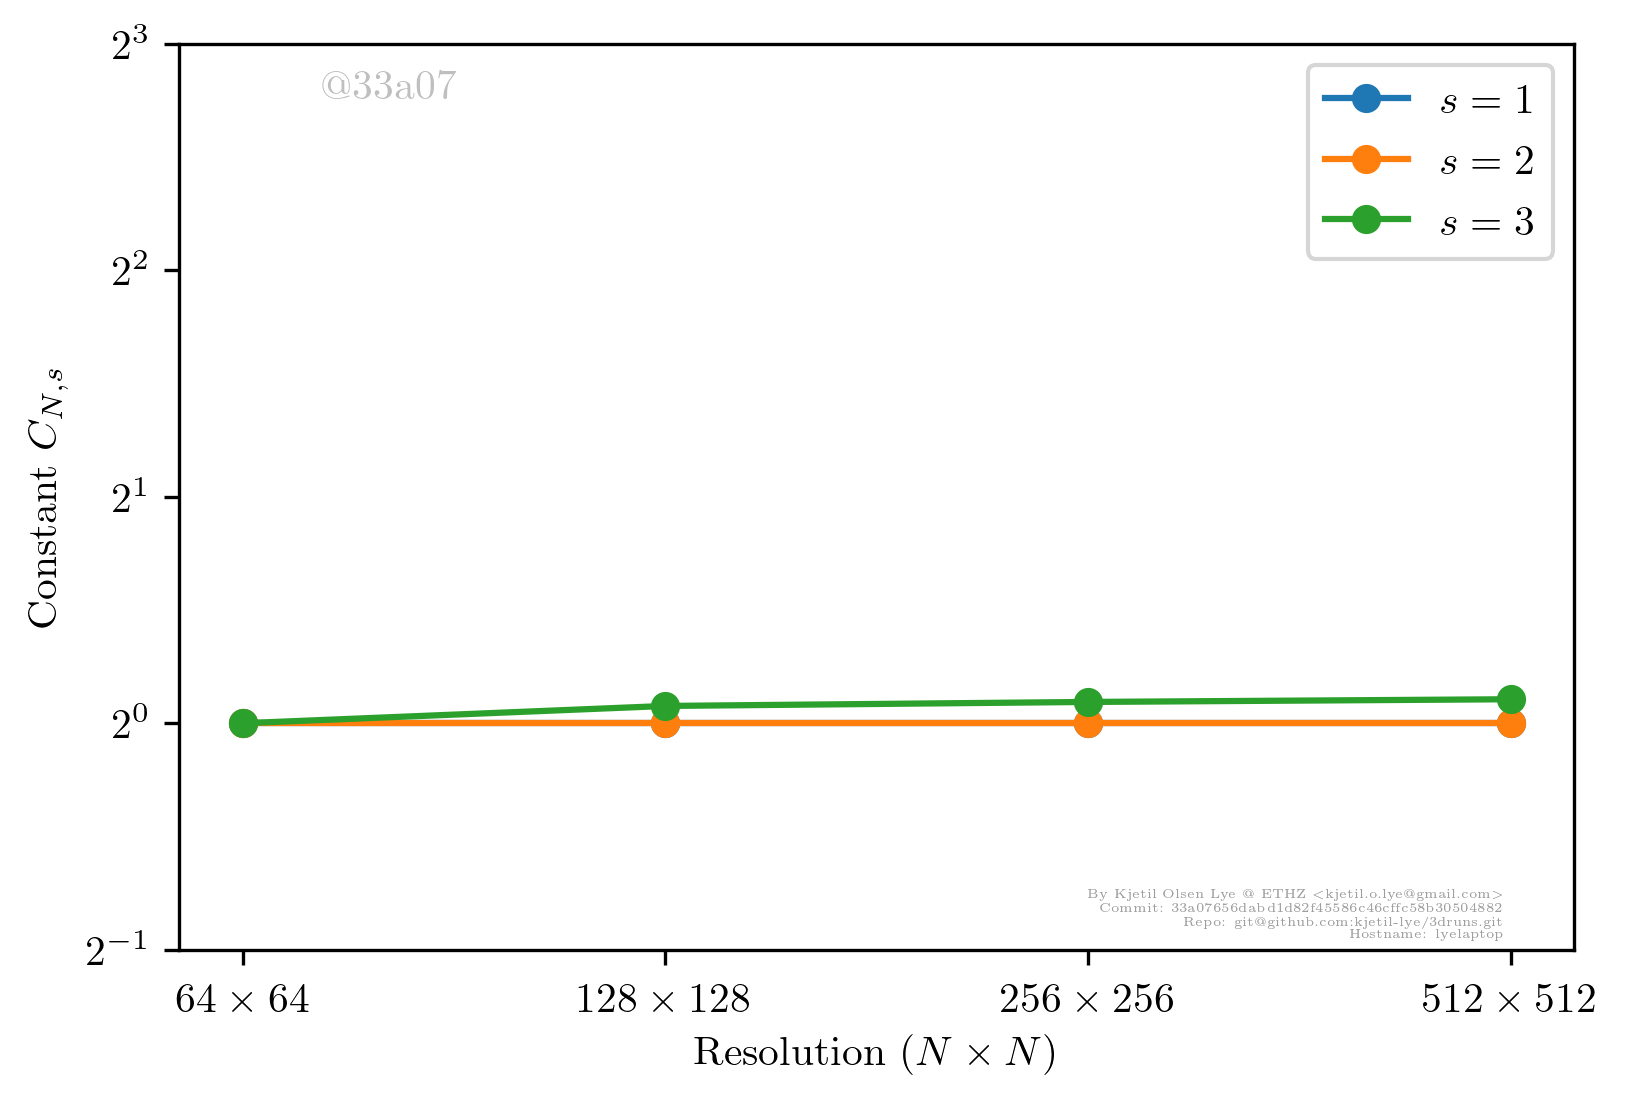 @33a07
s = 1
s = 2
s = 3
2^3
2^2
2^1
2^0
2^{-1}
Constant C_{N,s}
64 × 64
128 × 128
256 × 256
512 × 512
Resolution (N × N)
By Kjetil Olsen Lye @ ETHZ <kjetil.o.lye@gmail.com>
Commit: 33a07656dabd1d82f45586c46cffc58b30504882
Repo: git@github.com:kjetil-lye/3druns.git
Hostname: lyelaptop